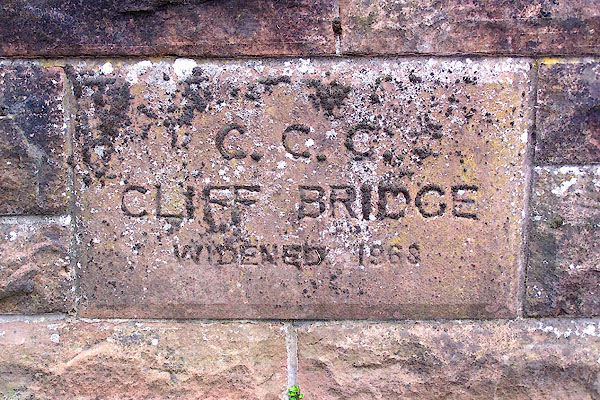 C. C. C.
CLIFF BRIDGE
WIDENED 1968